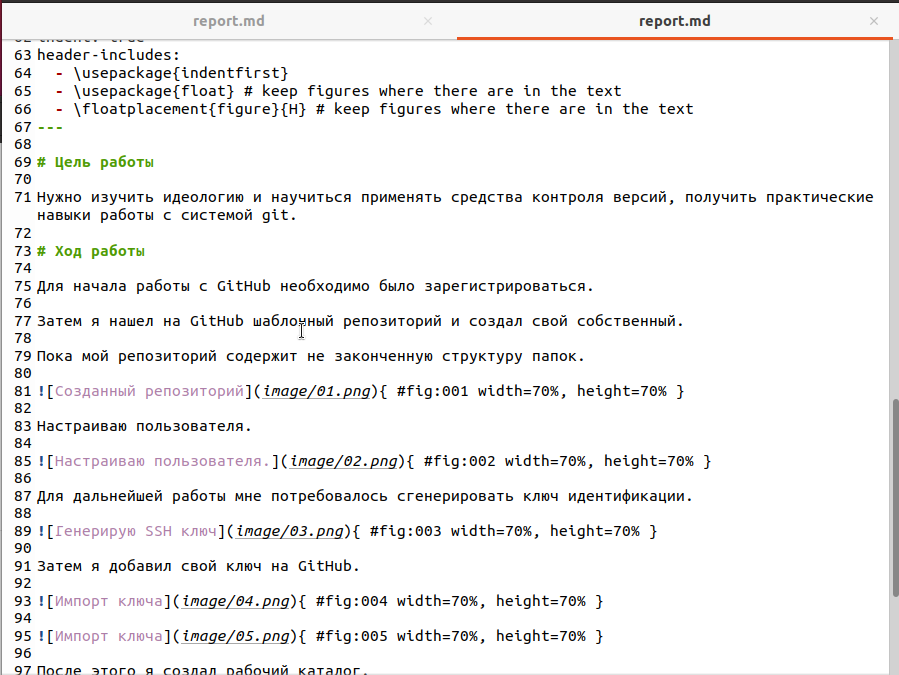 report.md × report.md ×
62 indent: true
63 header-includes:
64   - \usepackage{indentfirst}
65   - \usepackage{float} # keep figures where there are in the text
66   - \floatplacement{figure}{H} # keep figures where there are in the text
67 ---
68
69 # Цель работы
70
71 Нужно изучить идеологию и научиться применять средства контроля версий, получить практические
навыки работы с системой git.
72
73 # Ход работы
74
75 Для начала работы с GitHub необходимо было зарегистрироваться.
76
77 Затем я нашел на GitHub шаблонный репозиторий и создал свой собственный.
78
79 Пока мой репозиторий содержит не законченную структуру папок.
80
81 ![Созданный репозиторий](image/01.png){ #fig:001 width=70%, height=70% }
82
83 Настраиваю пользователя.
84
85 ![Настраиваю пользователя.](image/02.png){ #fig:002 width=70%, height=70% }
86
87 Для дальнейшей работы мне потребовалось сгенерировать ключ идентификации.
88
89 ![Генерирую SSH ключ](image/03.png){ #fig:003 width=70%, height=70% }
90
91 Затем я добавил свой ключ на GitHub.
92
93 ![Импорт ключа](image/04.png){ #fig:004 width=70%, height=70% }
94
95 ![Импорт ключа](image/05.png){ #fig:005 width=70%, height=70% }
96
97 После этого я создал рабочий каталог.